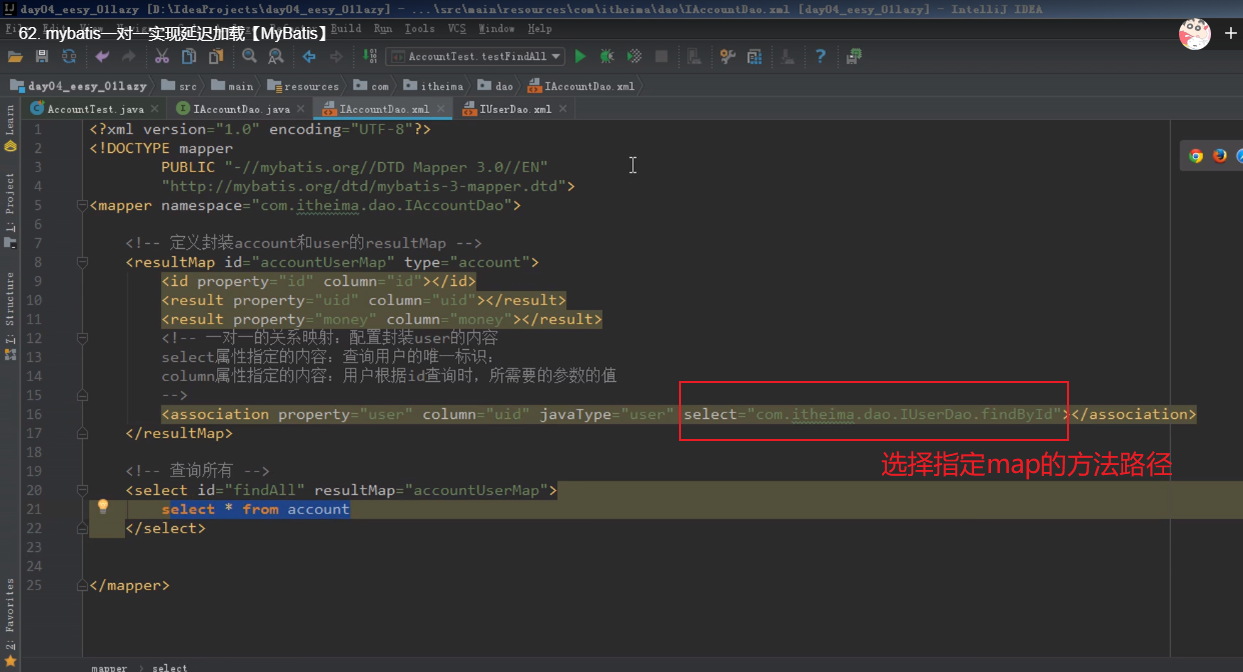 day04_eesy_01lazy [D:\IdeaProjects\day04_eesy_01lazy] - ...\src\main\resources\com\itheima\dao\IAccountDao.xml [day04_eesy_01lazy] - IntelliJ IDEA
Build Run Tools VCS Window Help
62. mybatis一对一实现延迟加载【MyBatis】
AccountTest.testFindAll
day04_eesy_01lazy src main resources com itheima dao IAccountDao.xml
AccountTest.java × IAccountDao.java × IAccountDao.xml × IUserDao.xml ×
Learn
1: Project
7: Structure
2: Favorites
1 <?xml version="1.0" encoding="UTF-8"?>
2 <!DOCTYPE mapper
3 PUBLIC "-//mybatis.org//DTD Mapper 3.0//EN"
4 "http://mybatis.org/dtd/mybatis-3-mapper.dtd">
5 <mapper namespace="com.itheima.dao.IAccountDao">
6
7 <!-- 定义封装account和user的resultMap -->
8 <resultMap id="accountUserMap" type="account">
9 <id property="id" column="id"></id>
10 <result property="uid" column="uid"></result>
11 <result property="money" column="money"></result>
12 <!-- 一对一的关系映射：配置封装user的内容
13 select属性指定的内容：查询用户的唯一标识：
14 column属性指定的内容：用户根据id查询时，所需要的参数的值
15 -->
16 <association property="user" column="uid" javaType="user" select="com.itheima.dao.IUserDao.findById"></association>
17 </resultMap>
选择指定map的方法路径
18
19 <!-- 查询所有 -->
20 <select id="findAll" resultMap="accountUserMap">
21 select * from account
22 </select>
23
24
25 </mapper>
mapper › select